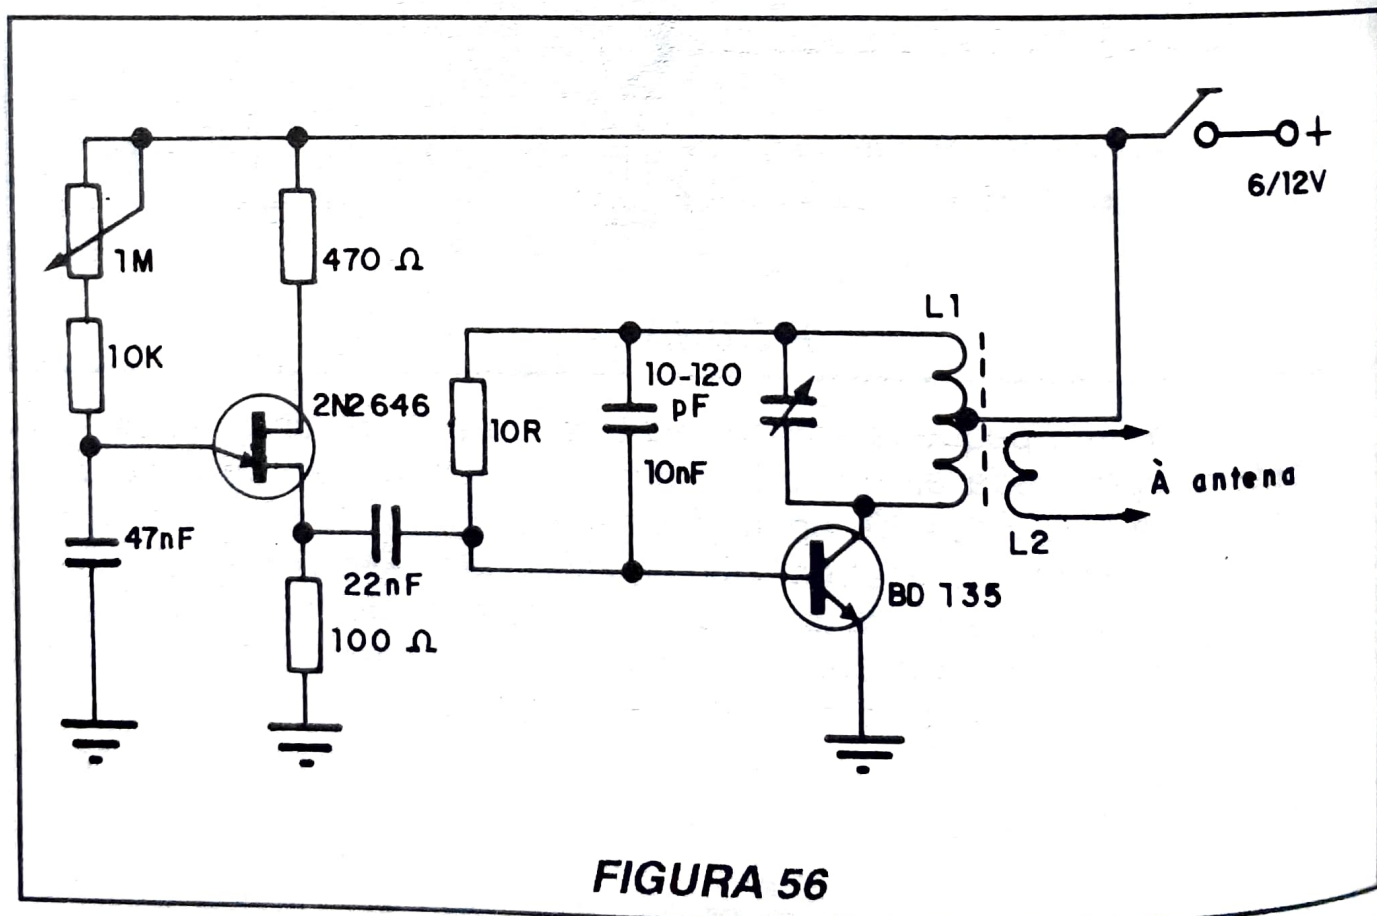 +
6/12V
1M
470 Ω
L1
10K
10-120
pF
2N2646
10R
10nF
À antena
47nF
22nF
L2
BD 135
100 Ω
FIGURA 56